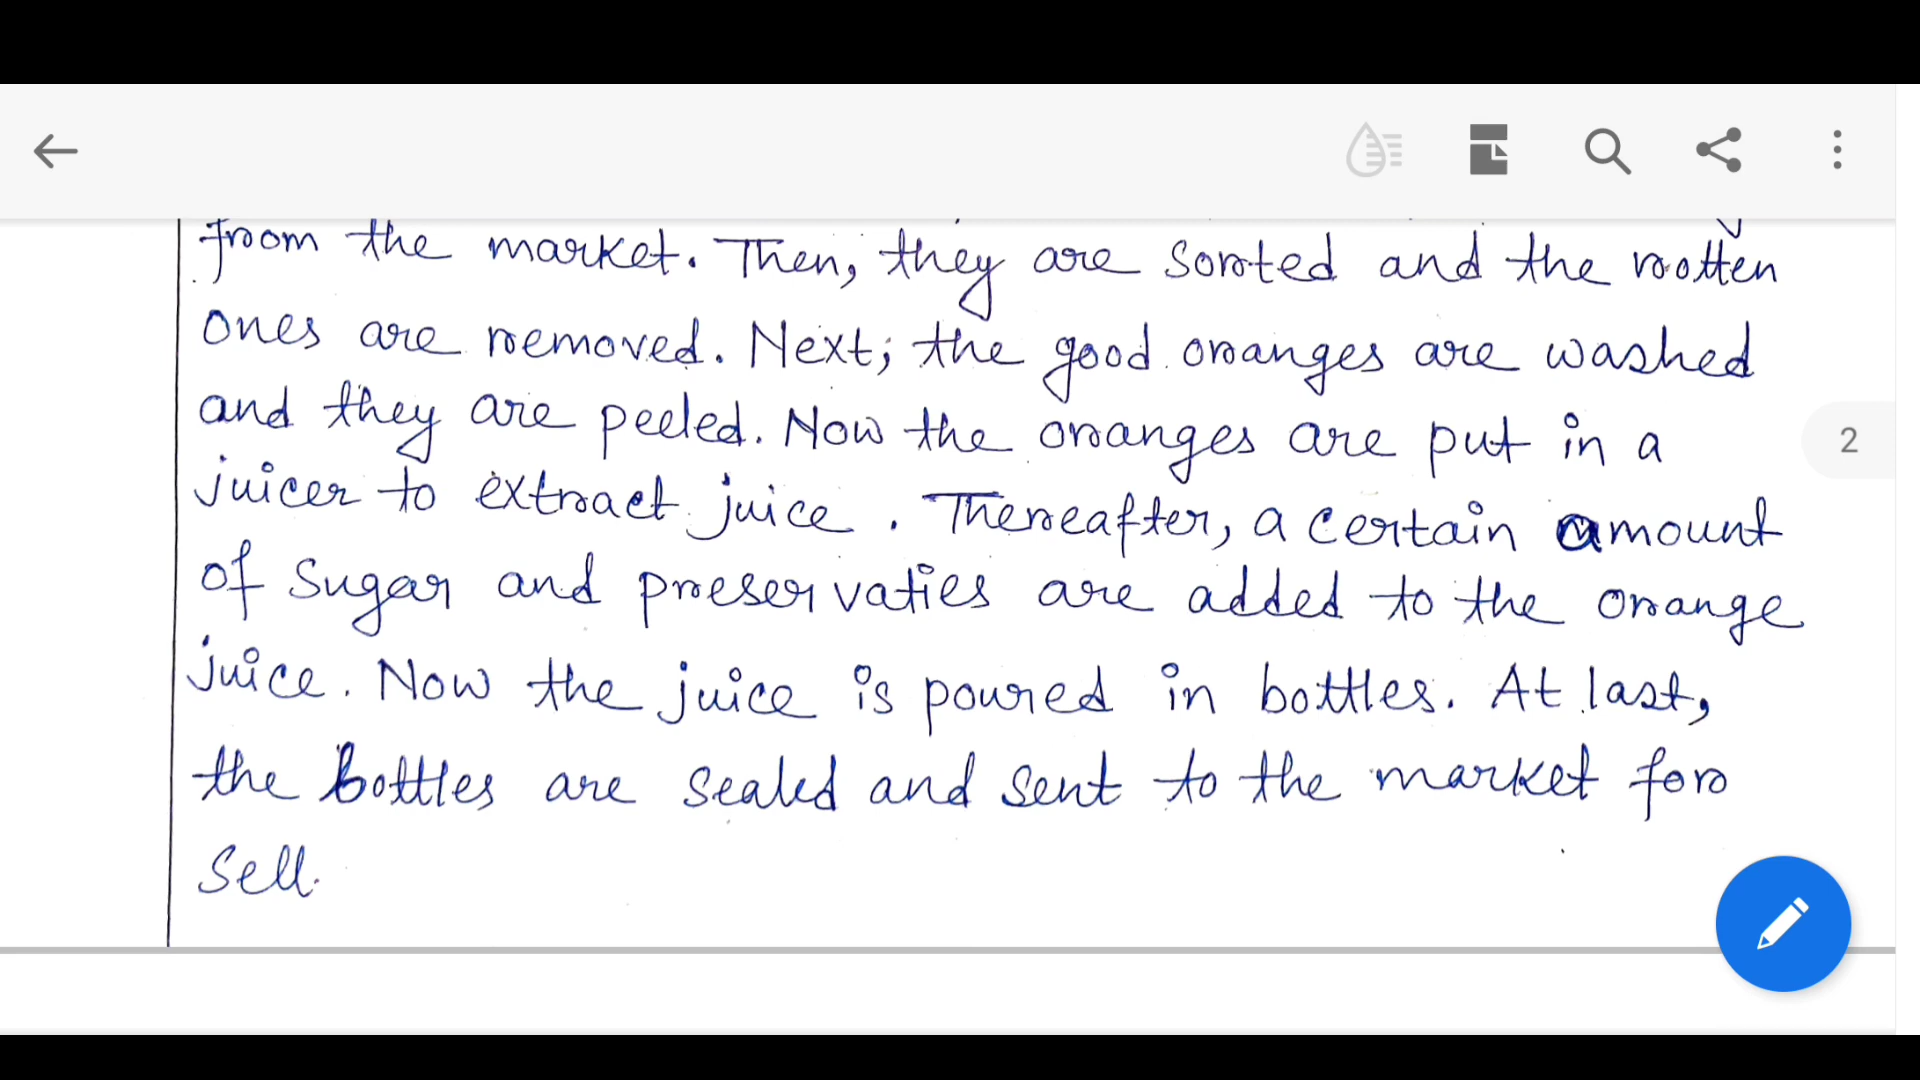 from the market. Then, they are sorted and the rotten
ones are removed. Next, the good oranges are washed
and they are peeled. Now the oranges are put in a
juicer to extract juice. Thereafter, a certain amount
of sugar and preservaties are added to the orange
juice. Now the juice is poured in bottles. At last,
the bottles are sealed and sent to the market for
sell.
2